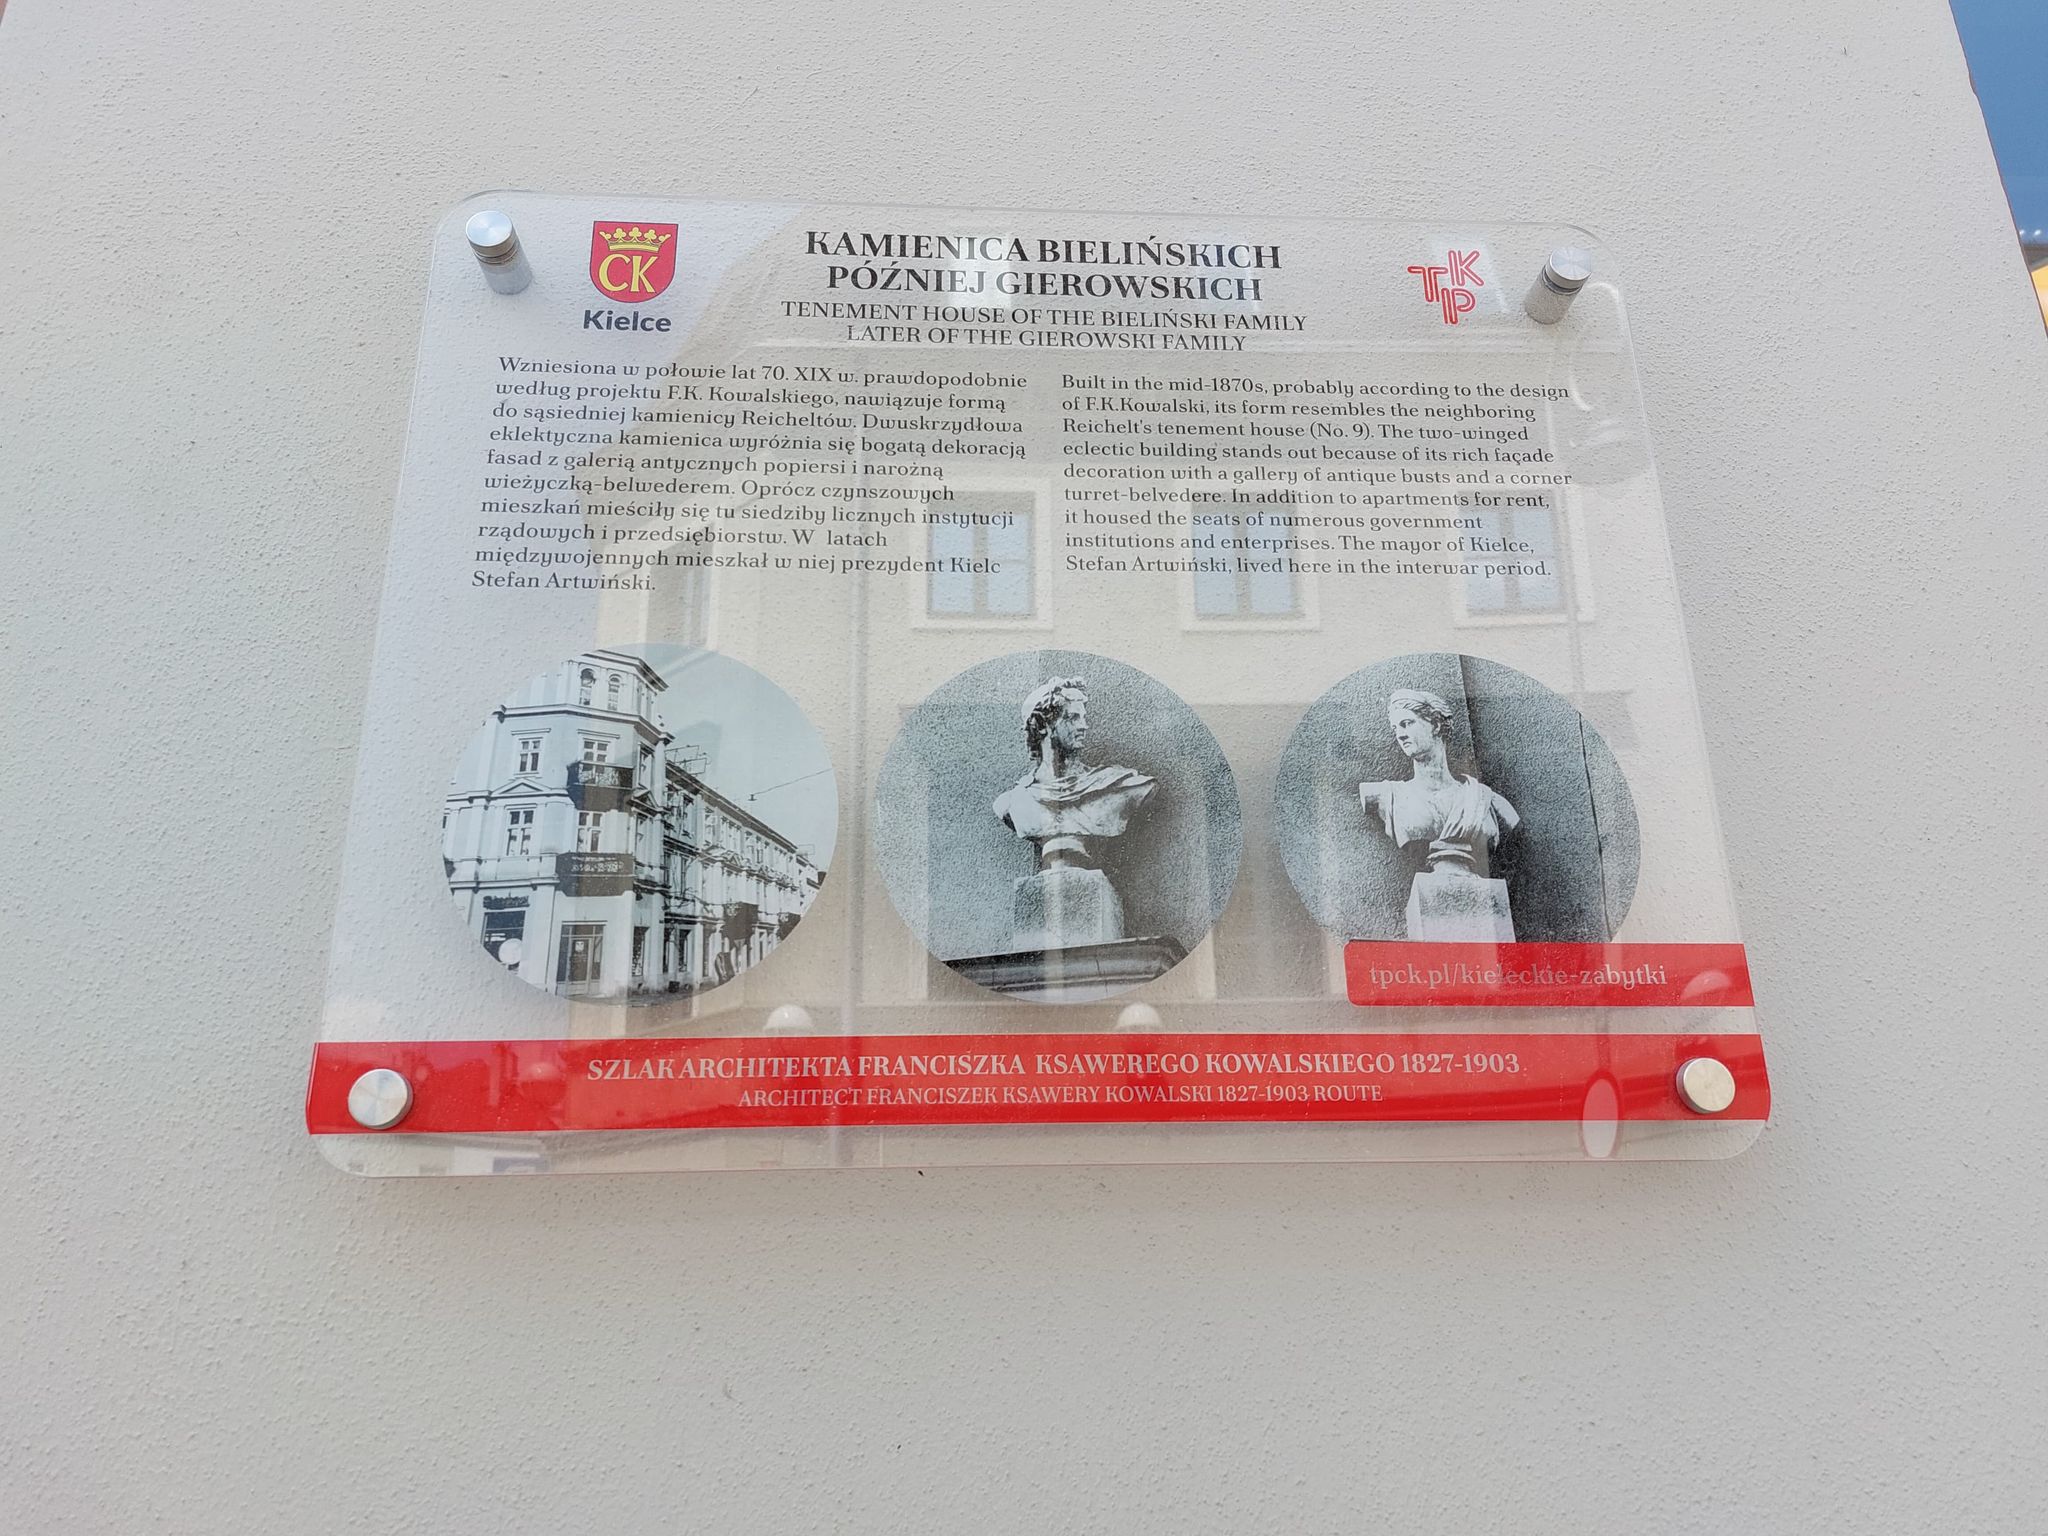 CK
Kielce
KAMIENICA BIELIŃSKICH
PÓŹNIEJ GIEROWSKICH
TENEMENT HOUSE OF THE BIELIŃSKI FAMILY
LATER OF THE GIEROWSKI FAMILY
TPK
Wzniesiona w połowie lat 70. XIX w. prawdopodobnie
według projektu F.K. Kowalskiego, nawiązuje formą
do sąsiedniej kamienicy Reicheltów. Dwuskrzydłowa
eklektyczna kamienica wyróżnia się bogatą dekoracją
fasad z galerią antycznych popiersi i narożną
wieżyczką-belwederem. Oprócz czynszowych
mieszkań mieściły się tu siedziby licznych instytucji
rządowych i przedsiębiorstw. W latach
międzywojennych mieszkał w niej prezydent Kielc
Stefan Artwiński.
Built in the mid-1870s, probably according to the design
of F.K.Kowalski, its form resembles the neighboring
Reichelt's tenement house (No. 9). The two-winged
eclectic building stands out because of its rich façade
decoration with a gallery of antique busts and a corner
turret-belvedere. In addition to apartments for rent,
it housed the seats of numerous government
institutions and enterprises. The mayor of Kielce,
Stefan Artwiński, lived here in the interwar period.
tpck.pl/kieleckie-zabytki
SZLAK ARCHITEKTA FRANCISZKA KSAWEREGO KOWALSKIEGO 1827-1903
ARCHITECT FRANCISZEK KSAWERY KOWALSKI 1827-1903 ROUTE